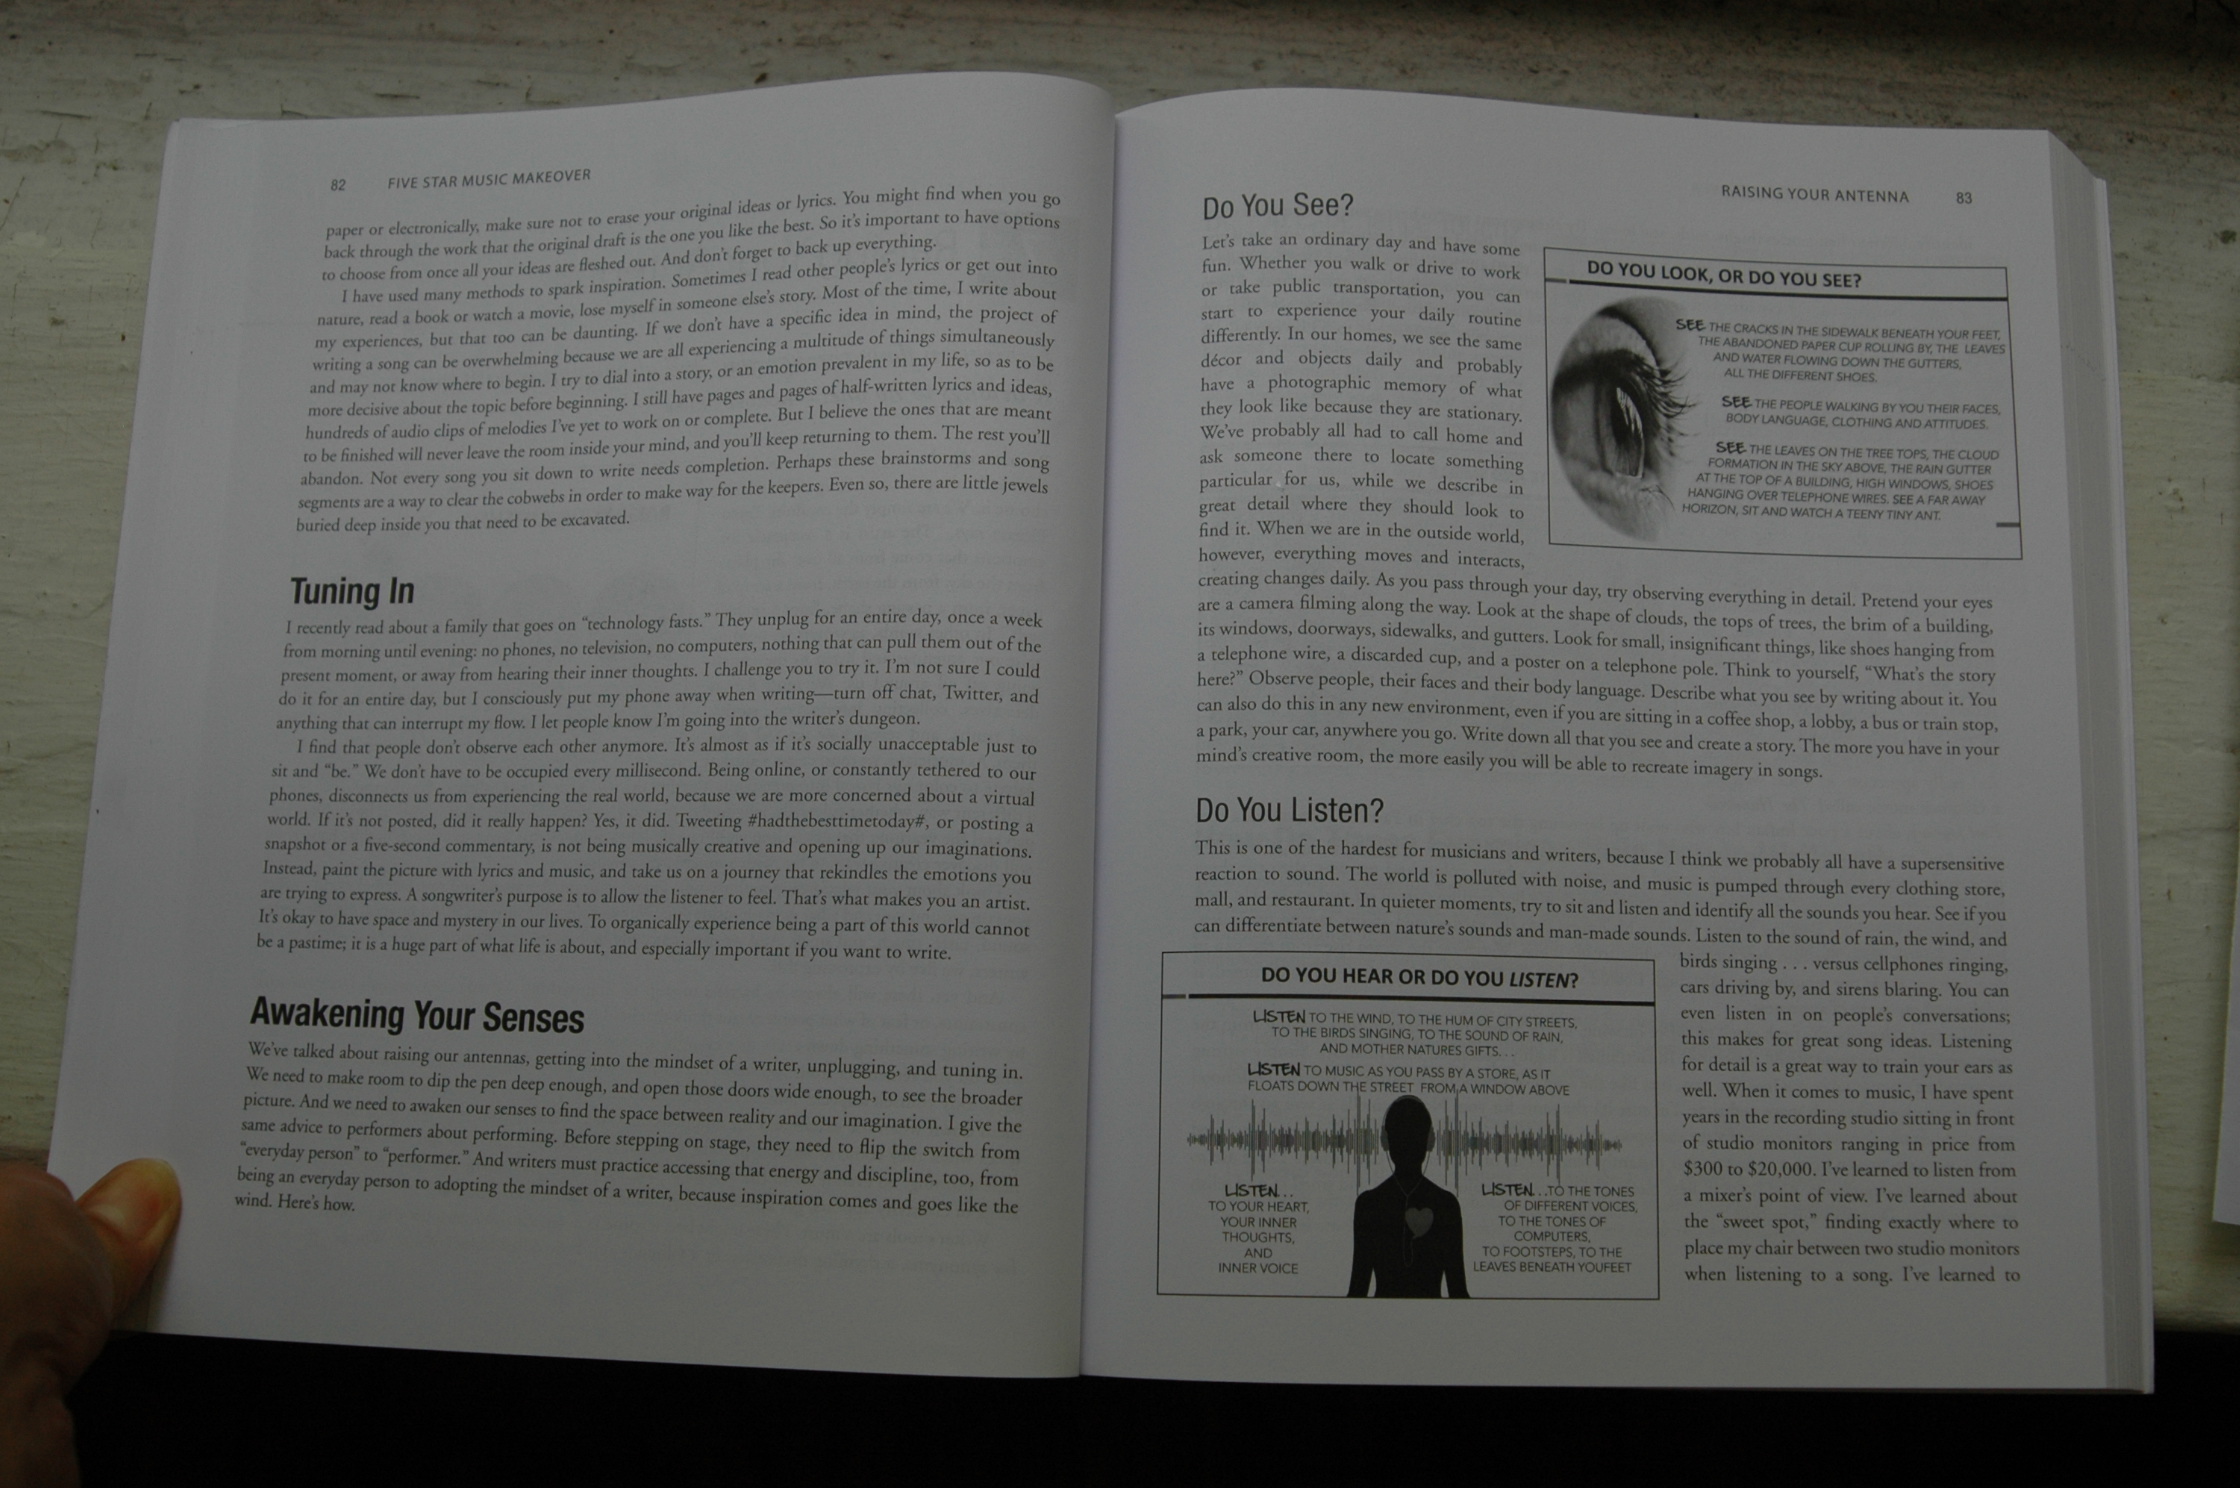 82 FIVE STAR MUSIC MAKEOVER
paper or electronically, make sure not to erase your original ideas or lyrics. You might find when you go
back through the work that the original draft is the one you like the best. So it's important to have options
to choose from once all your ideas are fleshed out. And don't forget to back up everything.
I have used many methods to spark inspiration. Sometimes I read other people's lyrics or get out into
nature, read a book or watch a movie, lose myself in someone else's story. Most of the time, I write about
my experiences, but that too can be daunting. If we don't have a specific idea in mind, the project of
writing a song can be overwhelming because we are all experiencing a multitude of things simultaneously
and may not know where to begin. I try to dial into a story, or an emotion prevalent in my life, so as to be
more decisive about the topic before beginning. I still have pages and pages of half-written lyrics and ideas,
hundreds of audio clips of melodies I've yet to work on or complete. But I believe the ones that are meant
to be finished will never leave the room inside your mind, and you'll keep returning to them. The rest you'll
abandon. Not every song you sit down to write needs completion. Perhaps these brainstorms and song
segments are a way to clear the cobwebs in order to make way for the keepers. Even so, there are little jewels
buried deep inside you that need to be excavated.
Tuning In
I recently read about a family that goes on "technology fasts." They unplug for an entire day, once a week
from morning until evening: no phones, no television, no computers, nothing that can pull them out of the
present moment, or away from hearing their inner thoughts. I challenge you to try it. I'm not sure I could
do it for an entire day, but I consciously put my phone away when writing—turn off chat, Twitter, and
anything that can interrupt my flow. I let people know I'm going into the writer's dungeon.
I find that people don't observe each other anymore. It's almost as if it's socially unacceptable just to
sit and "be." We don't have to be occupied every millisecond. Being online, or constantly tethered to our
phones, disconnects us from experiencing the real world, because we are more concerned about a virtual
world. If it's not posted, did it really happen? Yes, it did. Tweeting #hadthebesttimetoday#, or posting a
snapshot or a five-second commentary, is not being musically creative and opening up our imaginations.
Instead, paint the picture with lyrics and music, and take us on a journey that rekindles the emotions you
are trying to express. A songwriter's purpose is to allow the listener to feel. That's what makes you an artist.
It's okay to have space and mystery in our lives. To organically experience being a part of this world cannot
be a pastime; it is a huge part of what life is about, and especially important if you want to write.
Awakening Your Senses
We've talked about raising our antennas, getting into the mindset of a writer, unplugging, and tuning in.
We need to make room to dip the pen deep enough, and open those doors wide enough, to see the broader
picture. And we need to awaken our senses to find the space between reality and our imagination. I give the
same advice to performers about performing. Before stepping on stage, they need to flip the switch from
"everyday person" to "performer." And writers must practice accessing that energy and discipline, too, from
being an everyday person to adopting the mindset of a writer, because inspiration comes and goes like the
wind. Here's how.
RAISING YOUR ANTENNA 83
Do You See?
Let's take an ordinary day and have some
fun. Whether you walk or drive to work
or take public transportation, you can
start to experience your daily routine
differently. In our homes, we see the same
décor and objects daily and probably
have a photographic memory of what
they look like because they are stationary.
We've probably all had to call home and
ask someone there to locate something
particular for us, while we describe in
great detail where they should look to
find it. When we are in the outside world,
however, everything moves and interacts,
creating changes daily. As you pass through your day, try observing everything in detail. Pretend your eyes
are a camera filming along the way. Look at the shape of clouds, the tops of trees, the brim of a building,
its windows, doorways, sidewalks, and gutters. Look for small, insignificant things, like shoes hanging from
a telephone wire, a discarded cup, and a poster on a telephone pole. Think to yourself, "What's the story
here?" Observe people, their faces and their body language. Describe what you see by writing about it. You
can also do this in any new environment, even if you are sitting in a coffee shop, a lobby, a bus or train stop,
a park, your car, anywhere you go. Write down all that you see and create a story. The more you have in your
mind's creative room, the more easily you will be able to recreate imagery in songs.
DO YOU LOOK, OR DO YOU SEE?
SEE THE CRACKS IN THE SIDEWALK BENEATH YOUR FEET,
THE ABANDONED PAPER CUP ROLLING BY, THE LEAVES
AND WATER FLOWING DOWN THE GUTTERS,
ALL THE DIFFERENT SHOES.
SEE THE PEOPLE WALKING BY YOU THEIR FACES,
BODY LANGUAGE, CLOTHING AND ATTITUDES.
SEE THE LEAVES ON THE TREE TOPS, THE CLOUD
FORMATION IN THE SKY ABOVE, THE RAIN GUTTER
AT THE TOP OF A BUILDING, HIGH WINDOWS, SHOES
HANGING OVER TELEPHONE WIRES. SEE A FAR AWAY
HORIZON, SIT AND WATCH A TEENY TINY ANT.
Do You Listen?
This is one of the hardest for musicians and writers, because I think we probably all have a supersensitive
reaction to sound. The world is polluted with noise, and music is pumped through every clothing store,
mall, and restaurant. In quieter moments, try to sit and listen and identify all the sounds you hear. See if you
can differentiate between nature's sounds and man-made sounds. Listen to the sound of rain, the wind, and
birds singing . . . versus cellphones ringing,
cars driving by, and sirens blaring. You can
even listen in on people's conversations;
this makes for great song ideas. Listening
for detail is a great way to train your ears as
well. When it comes to music, I have spent
years in the recording studio sitting in front
of studio monitors ranging in price from
$300 to $20,000. I've learned to listen from
a mixer's point of view. I've learned about
the "sweet spot," finding exactly where to
place my chair between two studio monitors
when listening to a song. I've learned to
DO YOU HEAR OR DO YOU LISTEN?
LISTEN TO THE WIND, TO THE HUM OF CITY STREETS,
TO THE BIRDS SINGING, TO THE SOUND OF RAIN,
AND MOTHER NATURES GIFTS. . .
LISTEN TO MUSIC AS YOU PASS BY A STORE, AS IT
FLOATS DOWN THE STREET FROM A WINDOW ABOVE
LISTEN. . .
TO YOUR HEART,
YOUR INNER
THOUGHTS,
AND
INNER VOICE
LISTEN. . .TO THE TONES
OF DIFFERENT VOICES,
TO THE TONES OF
COMPUTERS,
TO FOOTSTEPS, TO THE
LEAVES BENEATH YOUFEET